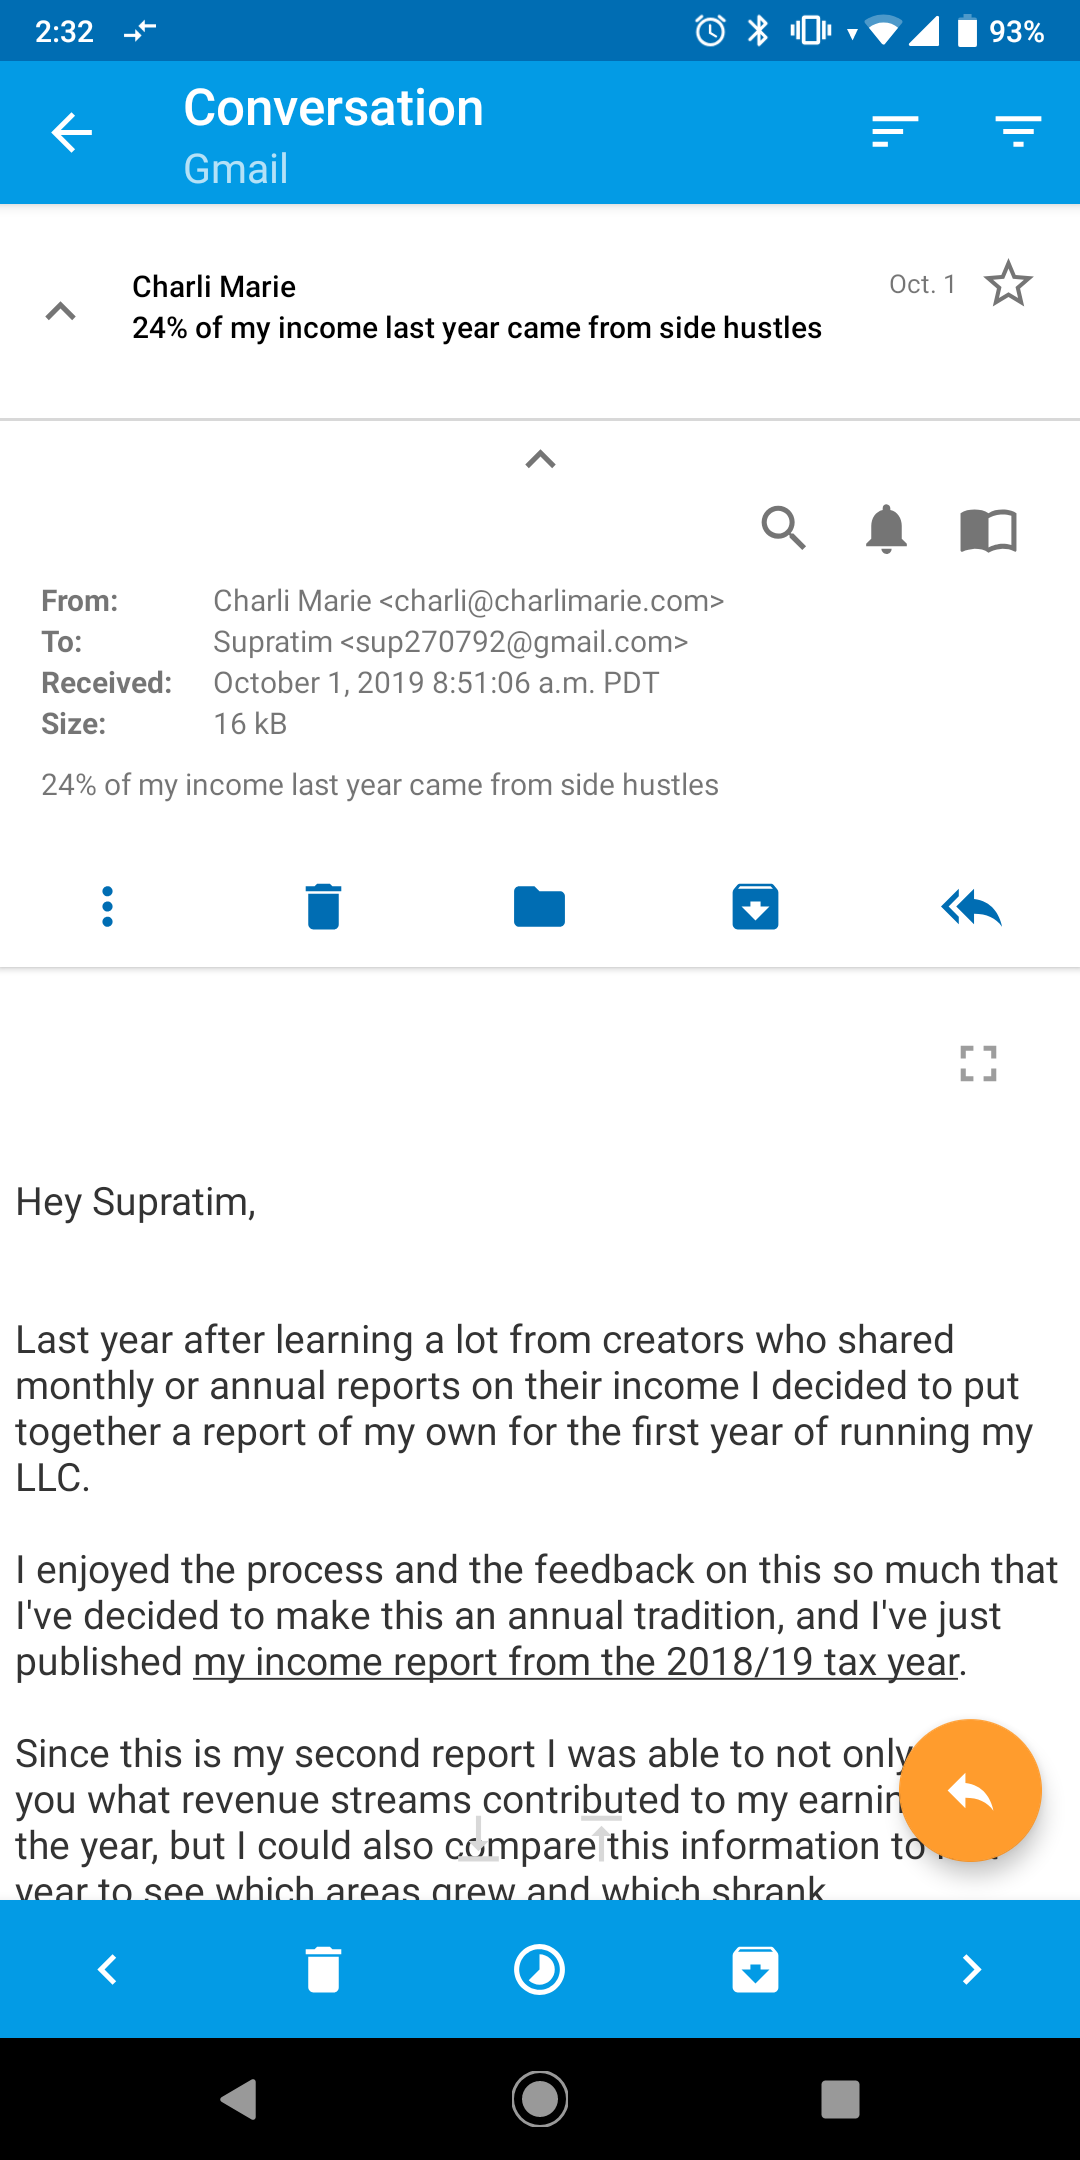 2:32
93%
Conversation
Gmail
Charli Marie
Oct. 1
24% of my income last year came from side hustles
From: Charli Marie <charli@charlimarie.com>
To: Supratim <sup270792@gmail.com>
Received: October 1, 2019 8:51:06 a.m. PDT
Size: 16 kB
24% of my income last year came from side hustles
Hey Supratim,
Last year after learning a lot from creators who shared
monthly or annual reports on their income I decided to put
together a report of my own for the first year of running my
LLC.
I enjoyed the process and the feedback on this so much that
I've decided to make this an annual tradition, and I've just
published my income report from the 2018/19 tax year.
Since this is my second report I was able to not only
you what revenue streams contributed to my earnin
the year, but I could also compare this information to
year to see which areas grew and which shrank